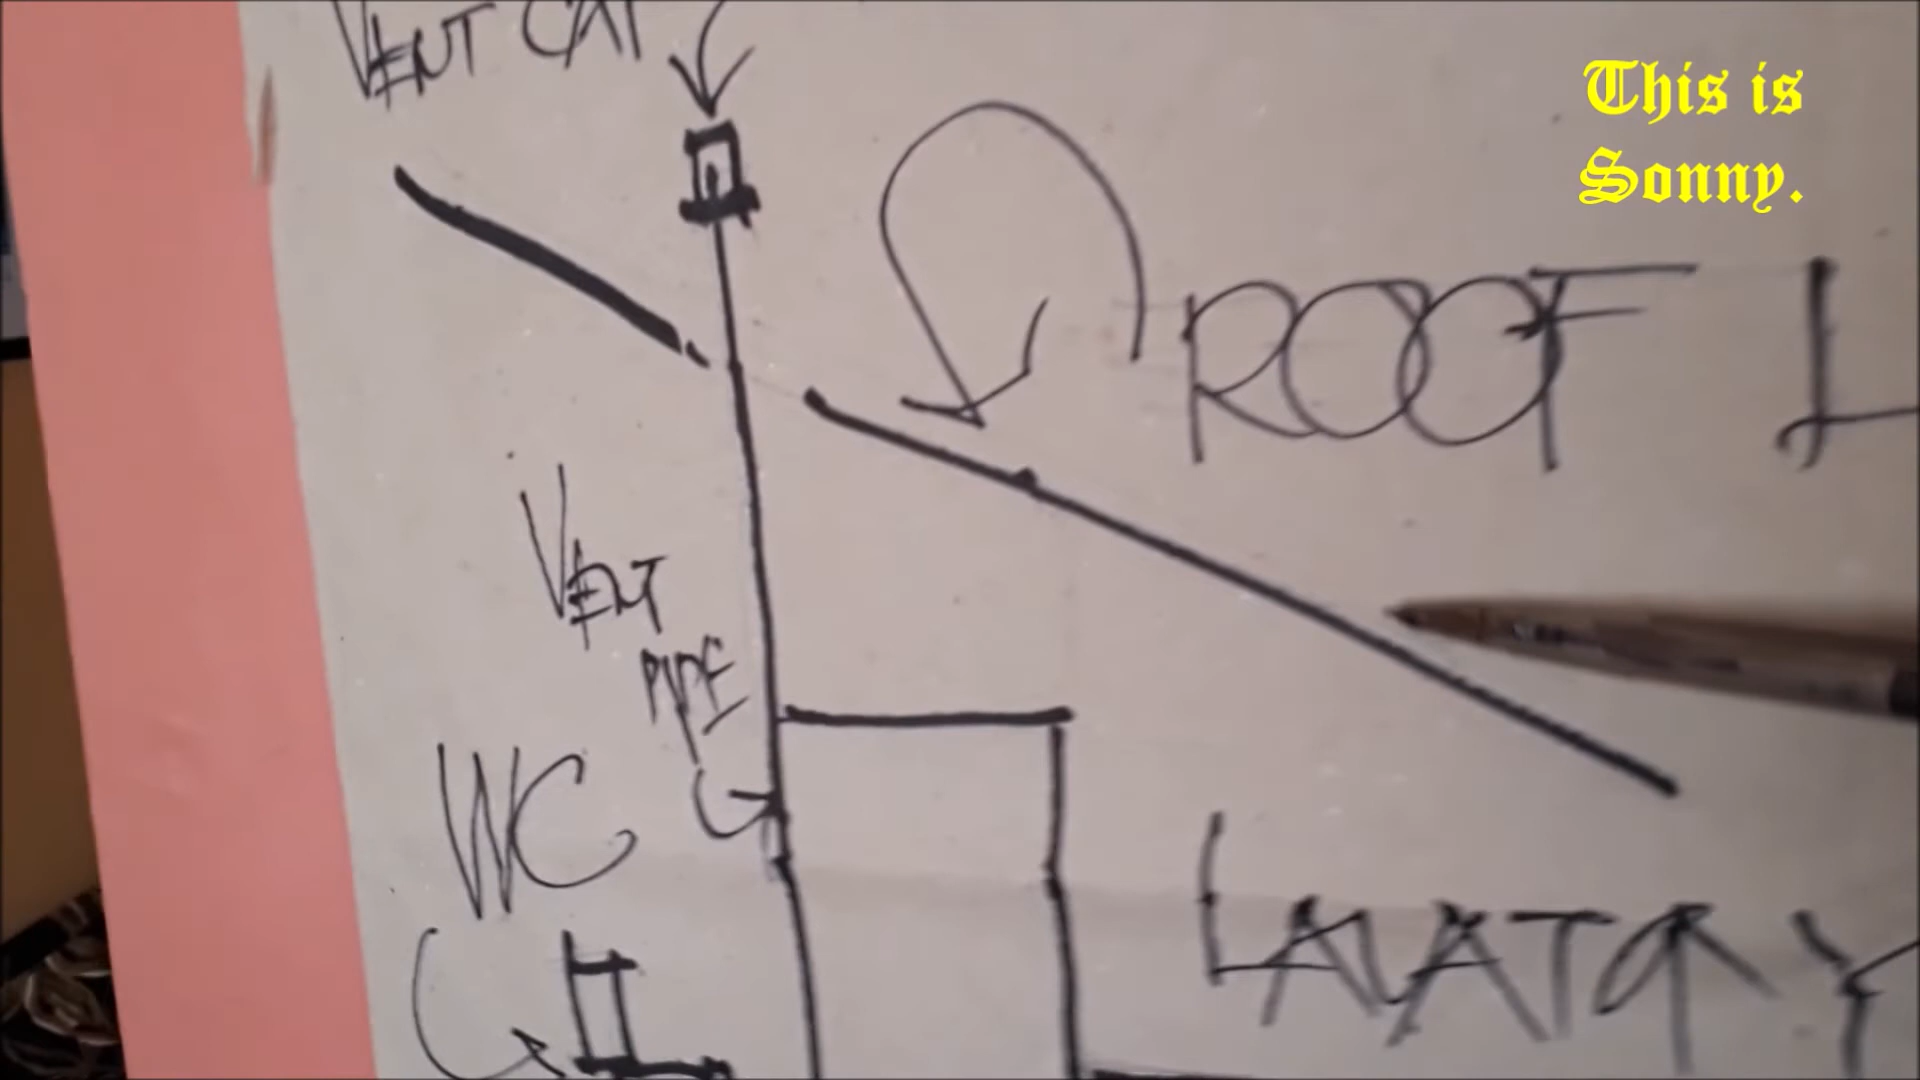 VENT CAP
This is
Sonny.
ROOF L
VENT
PIPE
WC
LAVATORY